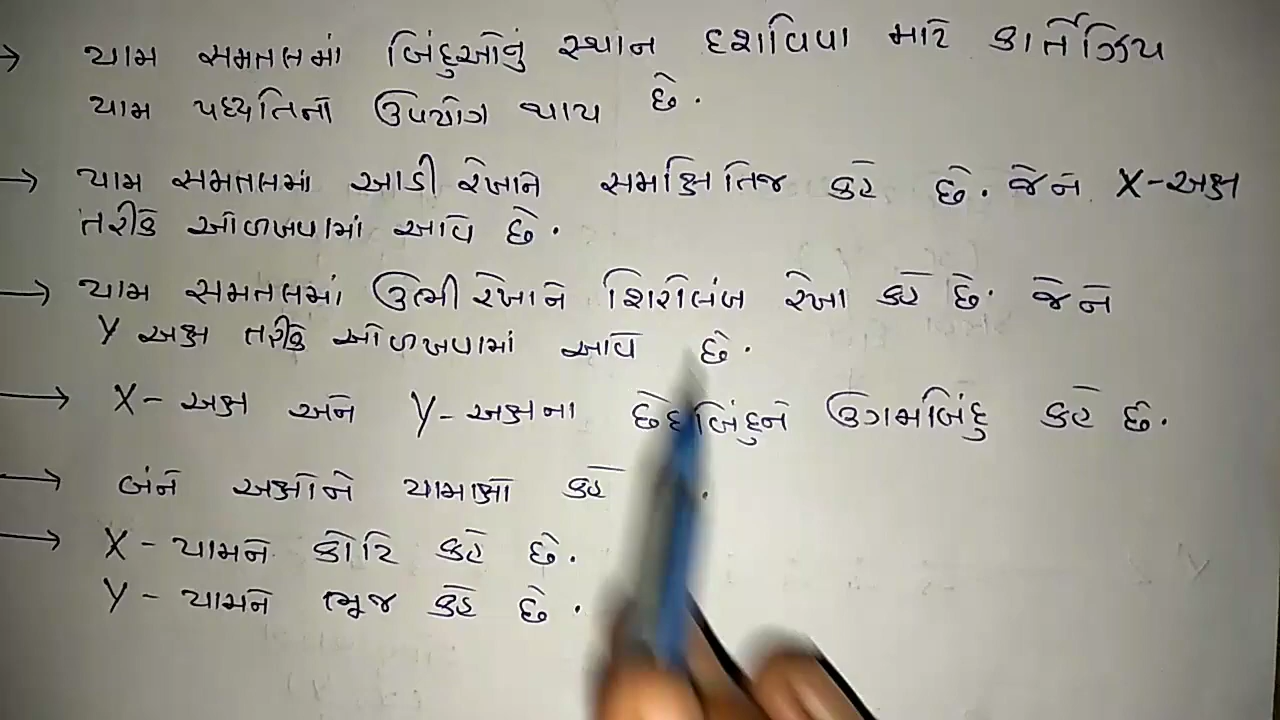 → યામ સમતલમાં બિંદુઓનું સ્થાન દર્શાવવા માટે કાર્તેઝિય
યામ પધ્ધતિનો ઉપયોગ થાય છે.
→ યામ સમતલમાં આડી રેખાને સમક્ષિતિજ કહે છે. જેને X-અક્ષ
તરીકે ઓળખવામાં આવે છે.
→ યામ સમતલમાં ઉભી રેખાને શિરોલંબ રેખા કહે છે. જેને
Y અક્ષ તરીકે ઓળખવામાં આવે છે.
→ X- અક્ષ અને Y-અક્ષના છેદબિંદુને ઉગમબિંદુ કહે છે.
→ બંને અક્ષોને યામાક્ષો કહે .
→ X - યામને કોટિ કહે છે.
Y - યામને ભૂજ કહે છે.